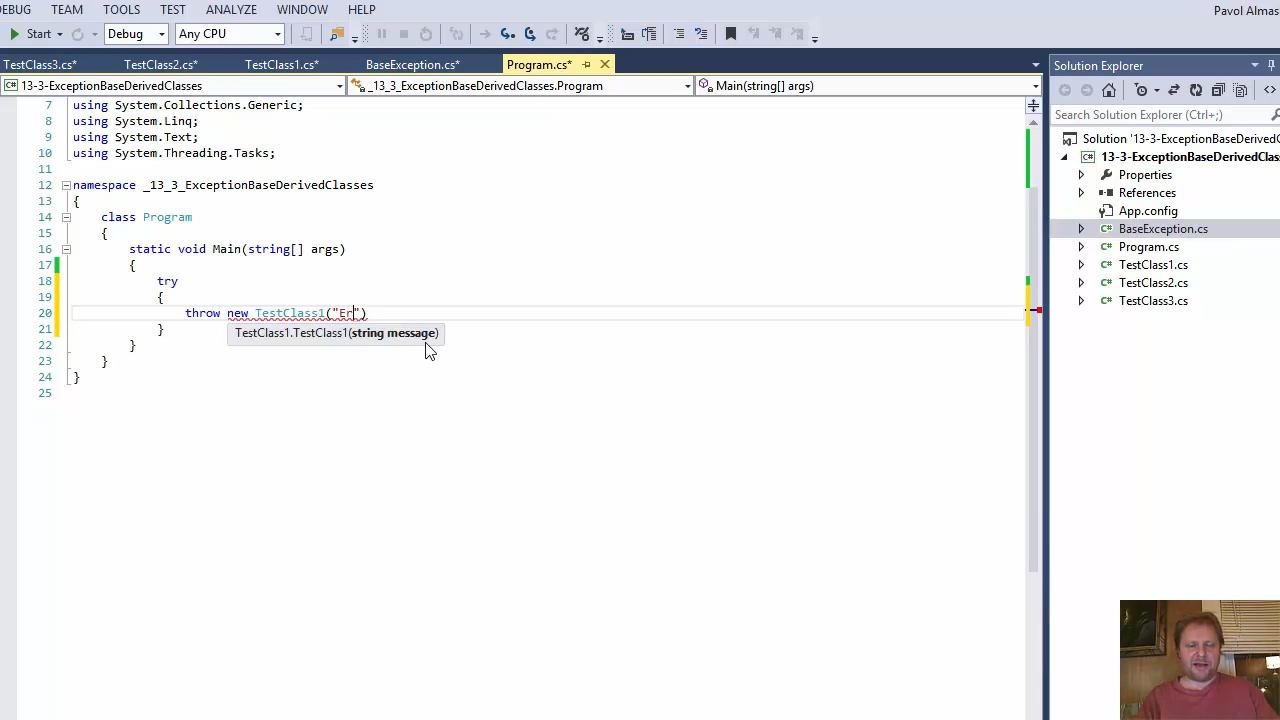 DEBUG TEAM TOOLS TEST ANALYZE WINDOW HELP Pavol Almas
Start Debug Any CPU
TestClass3.cs* TestClass2.cs* TestClass1.cs* BaseException.cs* Program.cs* Solution Explorer
13-3-ExceptionBaseDerivedClasses _13_3_ExceptionBaseDerivedClasses.Program Main(string[] args)
Search Solution Explorer (Ctrl+;)
7 using System.Collections.Generic;
8 using System.Linq;
9 using System.Text;
10 using System.Threading.Tasks;
11
12 namespace _13_3_ExceptionBaseDerivedClasses
13 {
14 class Program
15 {
16 static void Main(string[] args)
17 {
18 try
19 {
20 throw new TestClass1("Er")
21 }
TestClass1.TestClass1(string message)
22 }
23 }
24 }
25
Solution '13-3-ExceptionBaseDerivedC
13-3-ExceptionBaseDerivedClas
Properties
References
App.config
BaseException.cs
Program.cs
TestClass1.cs
TestClass2.cs
TestClass3.cs